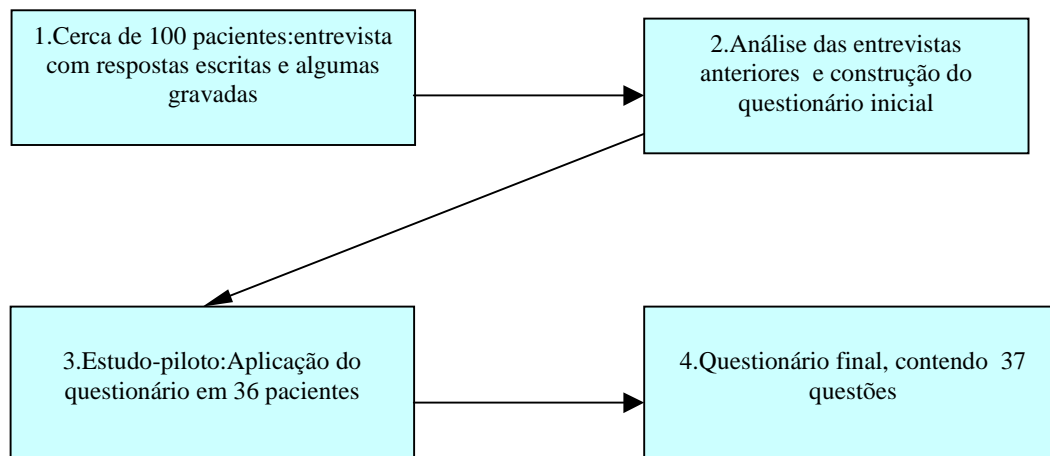 1.Cerca de 100 pacientes:entrevista
com respostas escritas e algumas
gravadas
2.Análise das entrevistas
anteriores e construção do
questionário inicial
3.Estudo-piloto:Aplicação do
questionário em 36 pacientes
4.Questionário final, contendo 37
questões